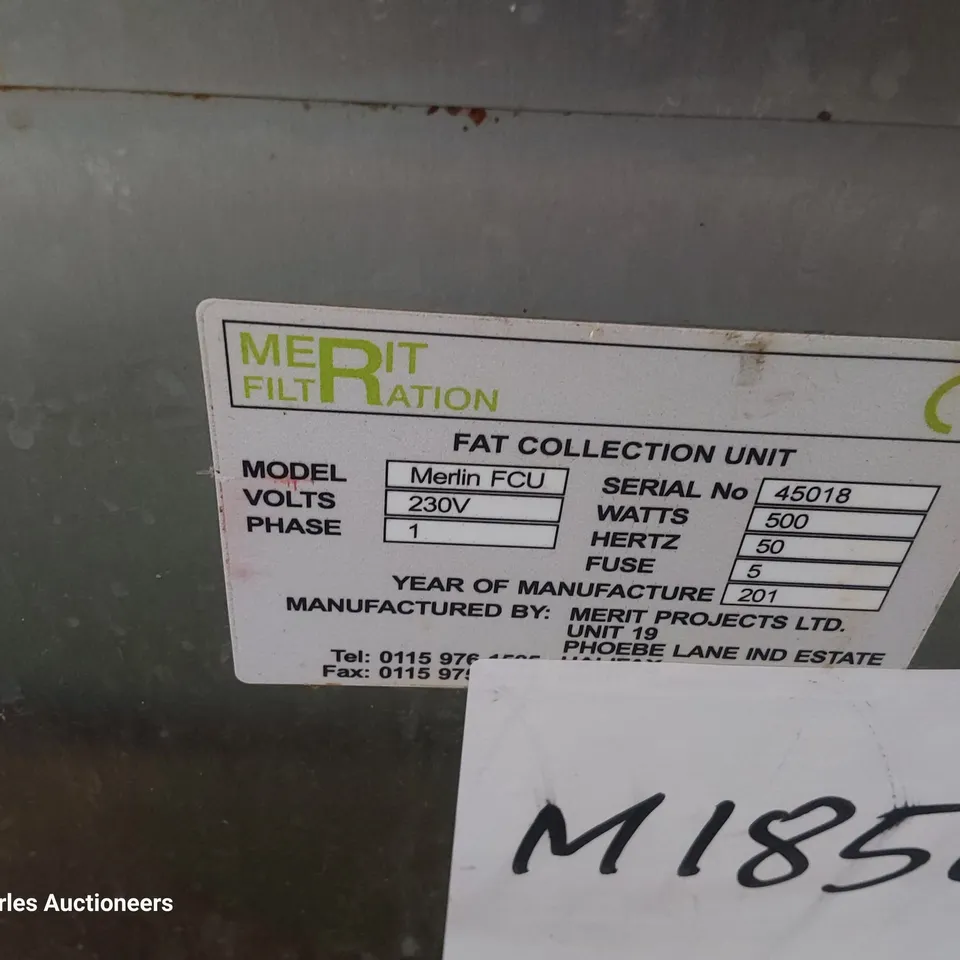 MERIT
FILTRATION
FAT COLLECTION UNIT
MODEL Merlin FCU
VOLTS 230V
PHASE 1
SERIAL No 45018
WATTS 500
HERTZ 50
FUSE 5
YEAR OF MANUFACTURE 201
MANUFACTURED BY: MERIT PROJECTS LTD.
UNIT 19
PHOEBE LANE IND ESTATE
HALIFAX
Tel: 0115 976
Fax: 0115 975
M185
rles Auctioneers